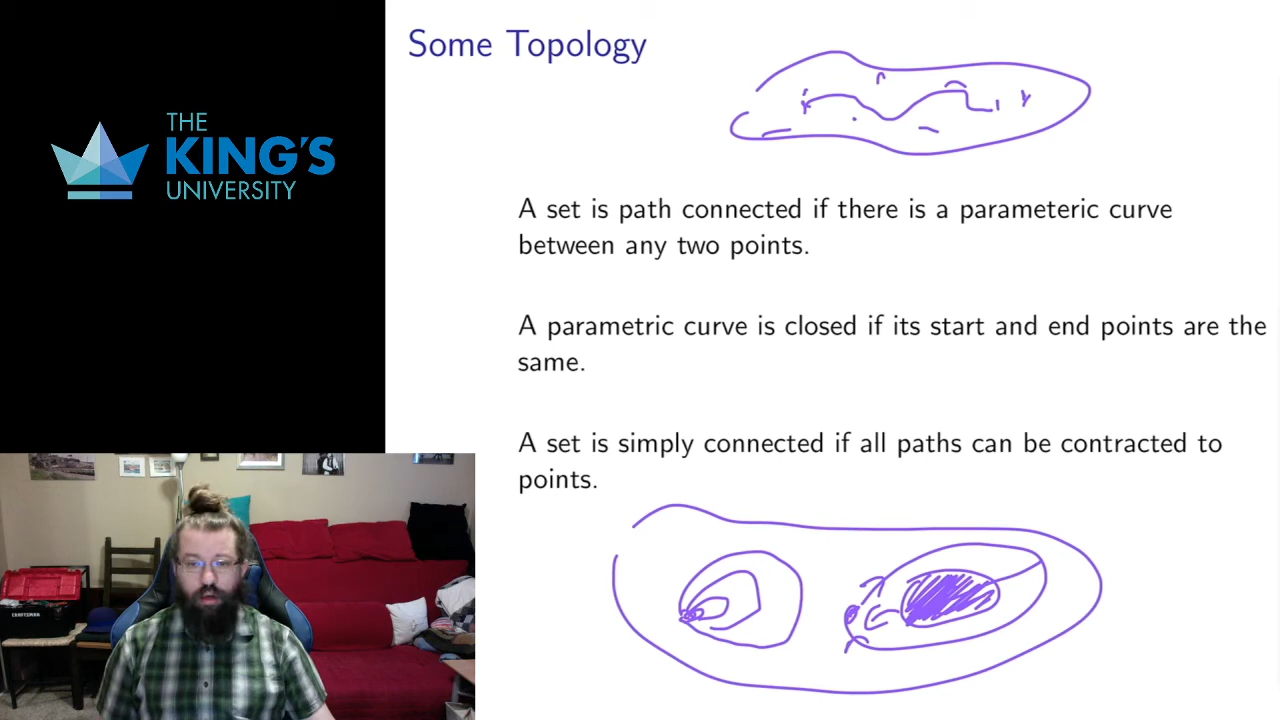 THE
KING'S
UNIVERSITY
Some Topology
A set is path connected if there is a parameteric curve
between any two points.
A parametric curve is closed if its start and end points are the
same.
A set is simply connected if all paths can be contracted to
points.
CRAFTSMAN